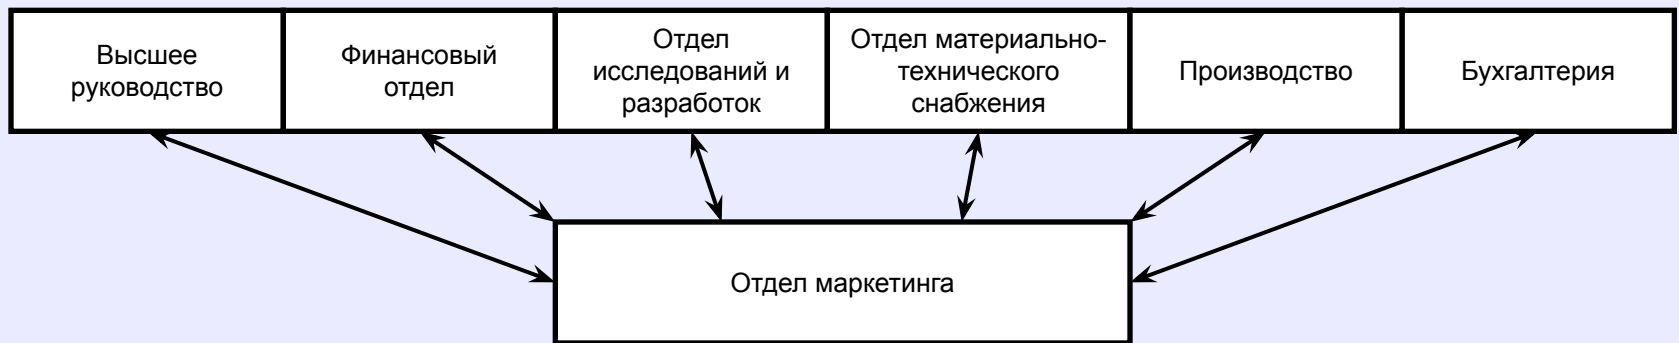 Высшее
руководство
Финансовый
отдел
Отдел
исследований и
разработок
Отдел материально-
технического
снабжения
Производство
Бухгалтерия
Отдел маркетинга